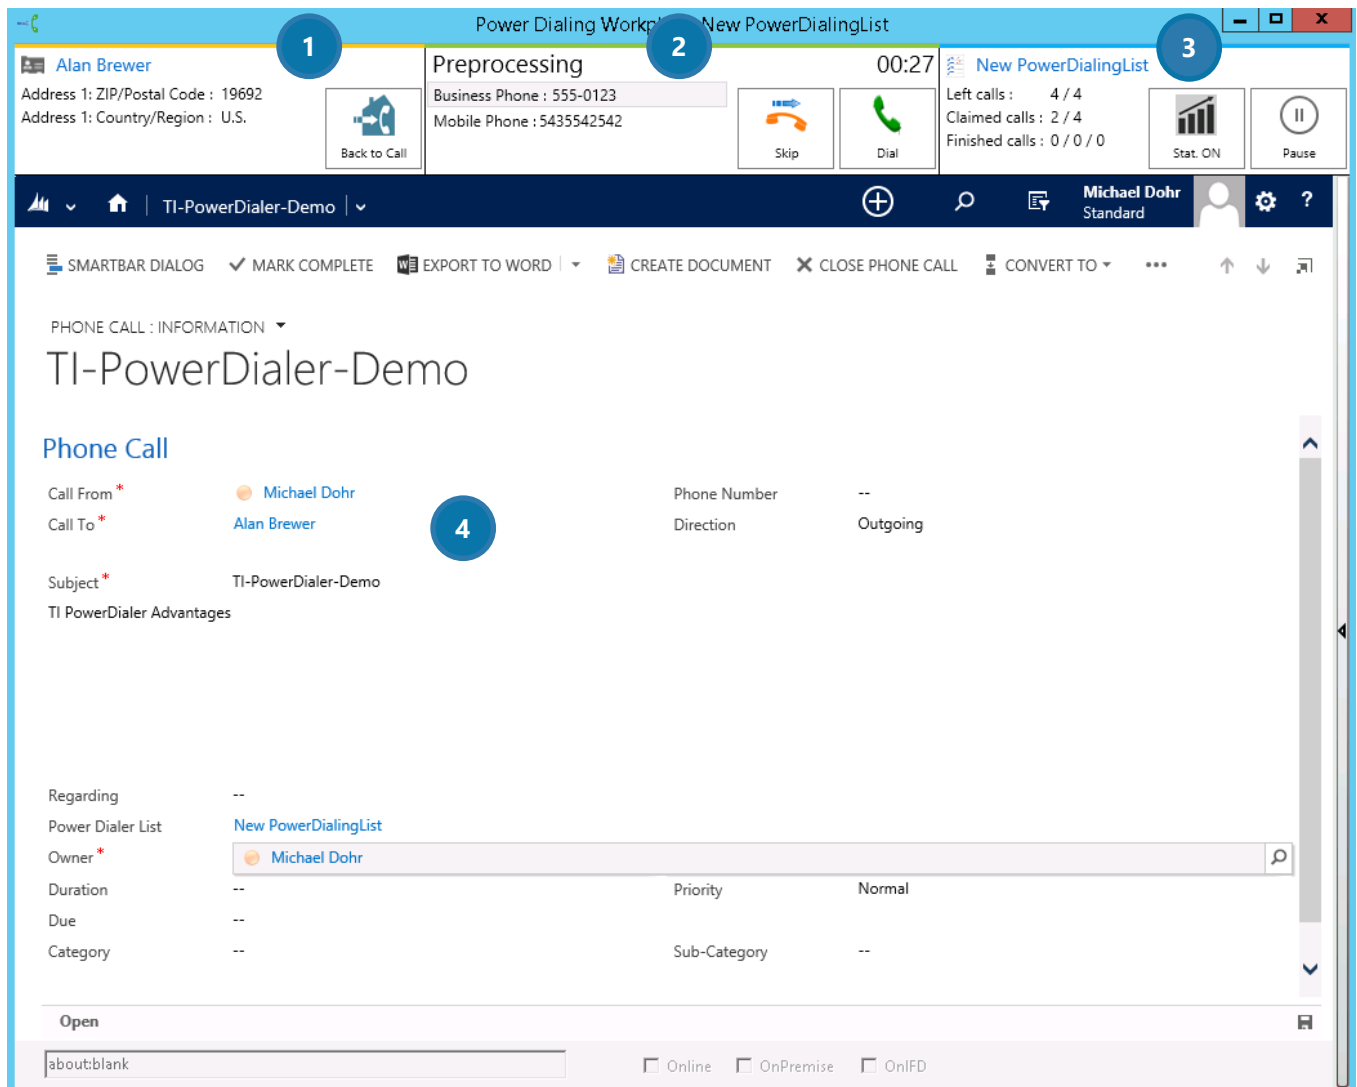 Power Dialing Workp New PowerDialingList
1
2
3
Alan Brewer
Address 1: ZIP/Postal Code : 19692
Address 1: Country/Region : U.S.
Back to Call
Preprocessing 00:27
Business Phone : 555-0123
Mobile Phone : 5435542542
Skip
Dial
New PowerDialingList
Left calls : 4 / 4
Claimed calls : 2 / 4
Finished calls : 0 / 0 / 0
Stat. ON
Pause
TI-PowerDialer-Demo
Michael Dohr
Standard
?
SMARTBAR DIALOG MARK COMPLETE EXPORT TO WORD CREATE DOCUMENT CLOSE PHONE CALL CONVERT TO •••
PHONE CALL : INFORMATION
TI-PowerDialer-Demo
Phone Call
Call From * Michael Dohr Phone Number --
Call To * Alan Brewer Direction Outgoing
4
Subject * TI-PowerDialer-Demo
TI PowerDialer Advantages
Regarding --
Power Dialer List New PowerDialingList
Owner * Michael Dohr
Duration -- Priority Normal
Due --
Category -- Sub-Category --
Open
about:blank Online OnPremise OnIFD